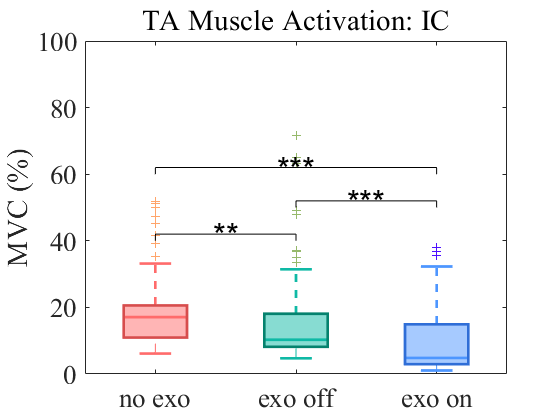 TA Muscle Activation: IC
MVC (%)
100
80
60
40
20
0
***
***
**
no exo
exo off
exo on